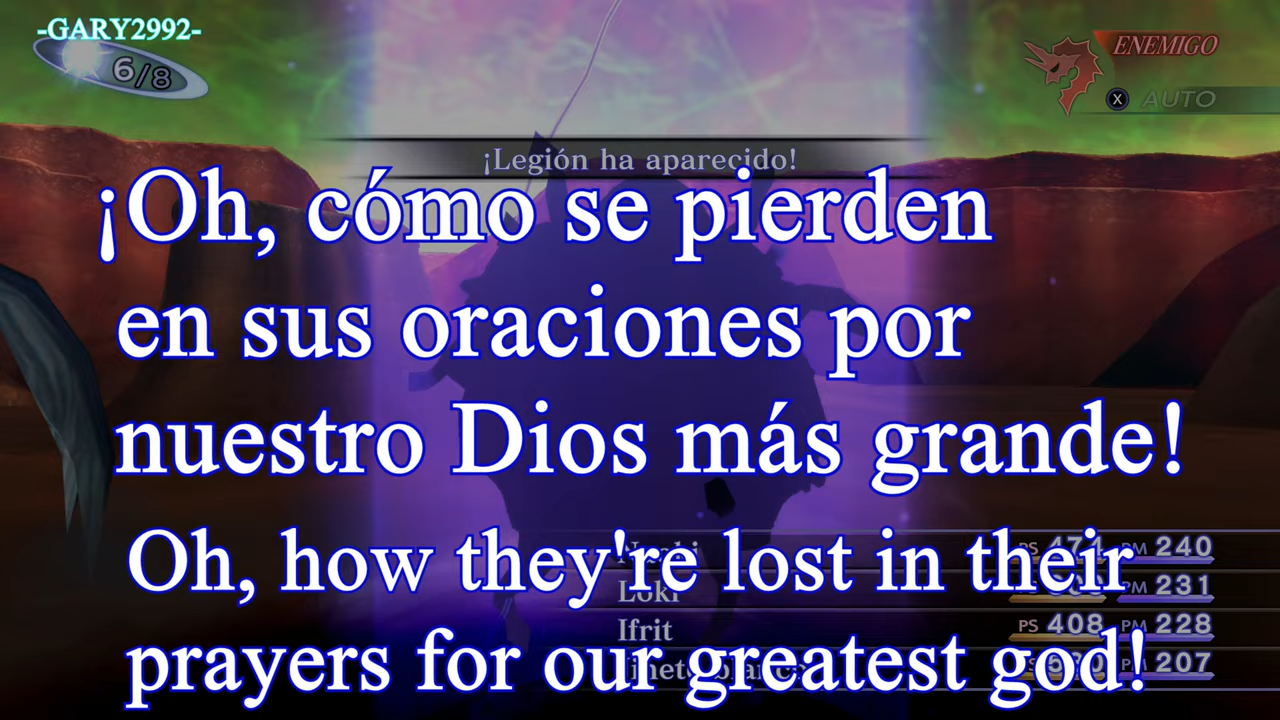 -GARY2992-
6/8
ENEMIGO
X AUTO
¡Legión ha aparecido!
¡Oh, cómo se pierden
en sus oraciones por
nuestro Dios más grande!
Oh, how they're lost in their
prayers for our greatest god!
PS 471 PM 240
Loki PM 231
Ifrit PS 408 PM 228
PM 207